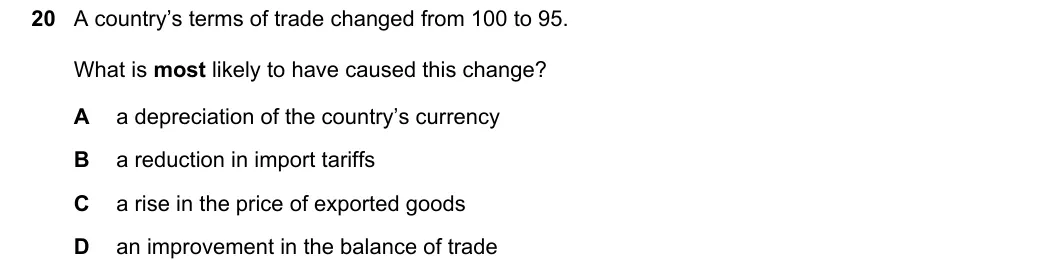 20 A country's terms of trade changed from 100 to 95.
What is most likely to have caused this change?
A a depreciation of the country's currency
B a reduction in import tariffs
C a rise in the price of exported goods
D an improvement in the balance of trade